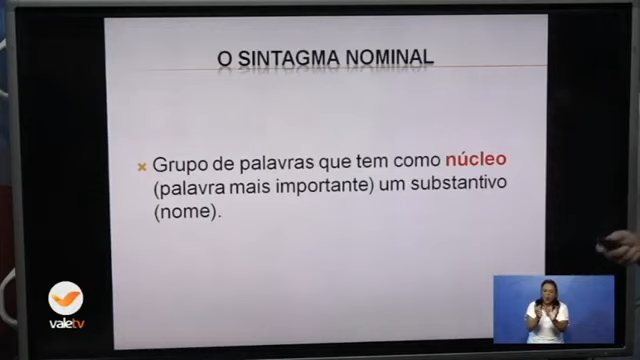 O SINTAGMA NOMINAL
Grupo de palavras que tem como núcleo
(palavra mais importante) um substantivo
(nome).
valetv